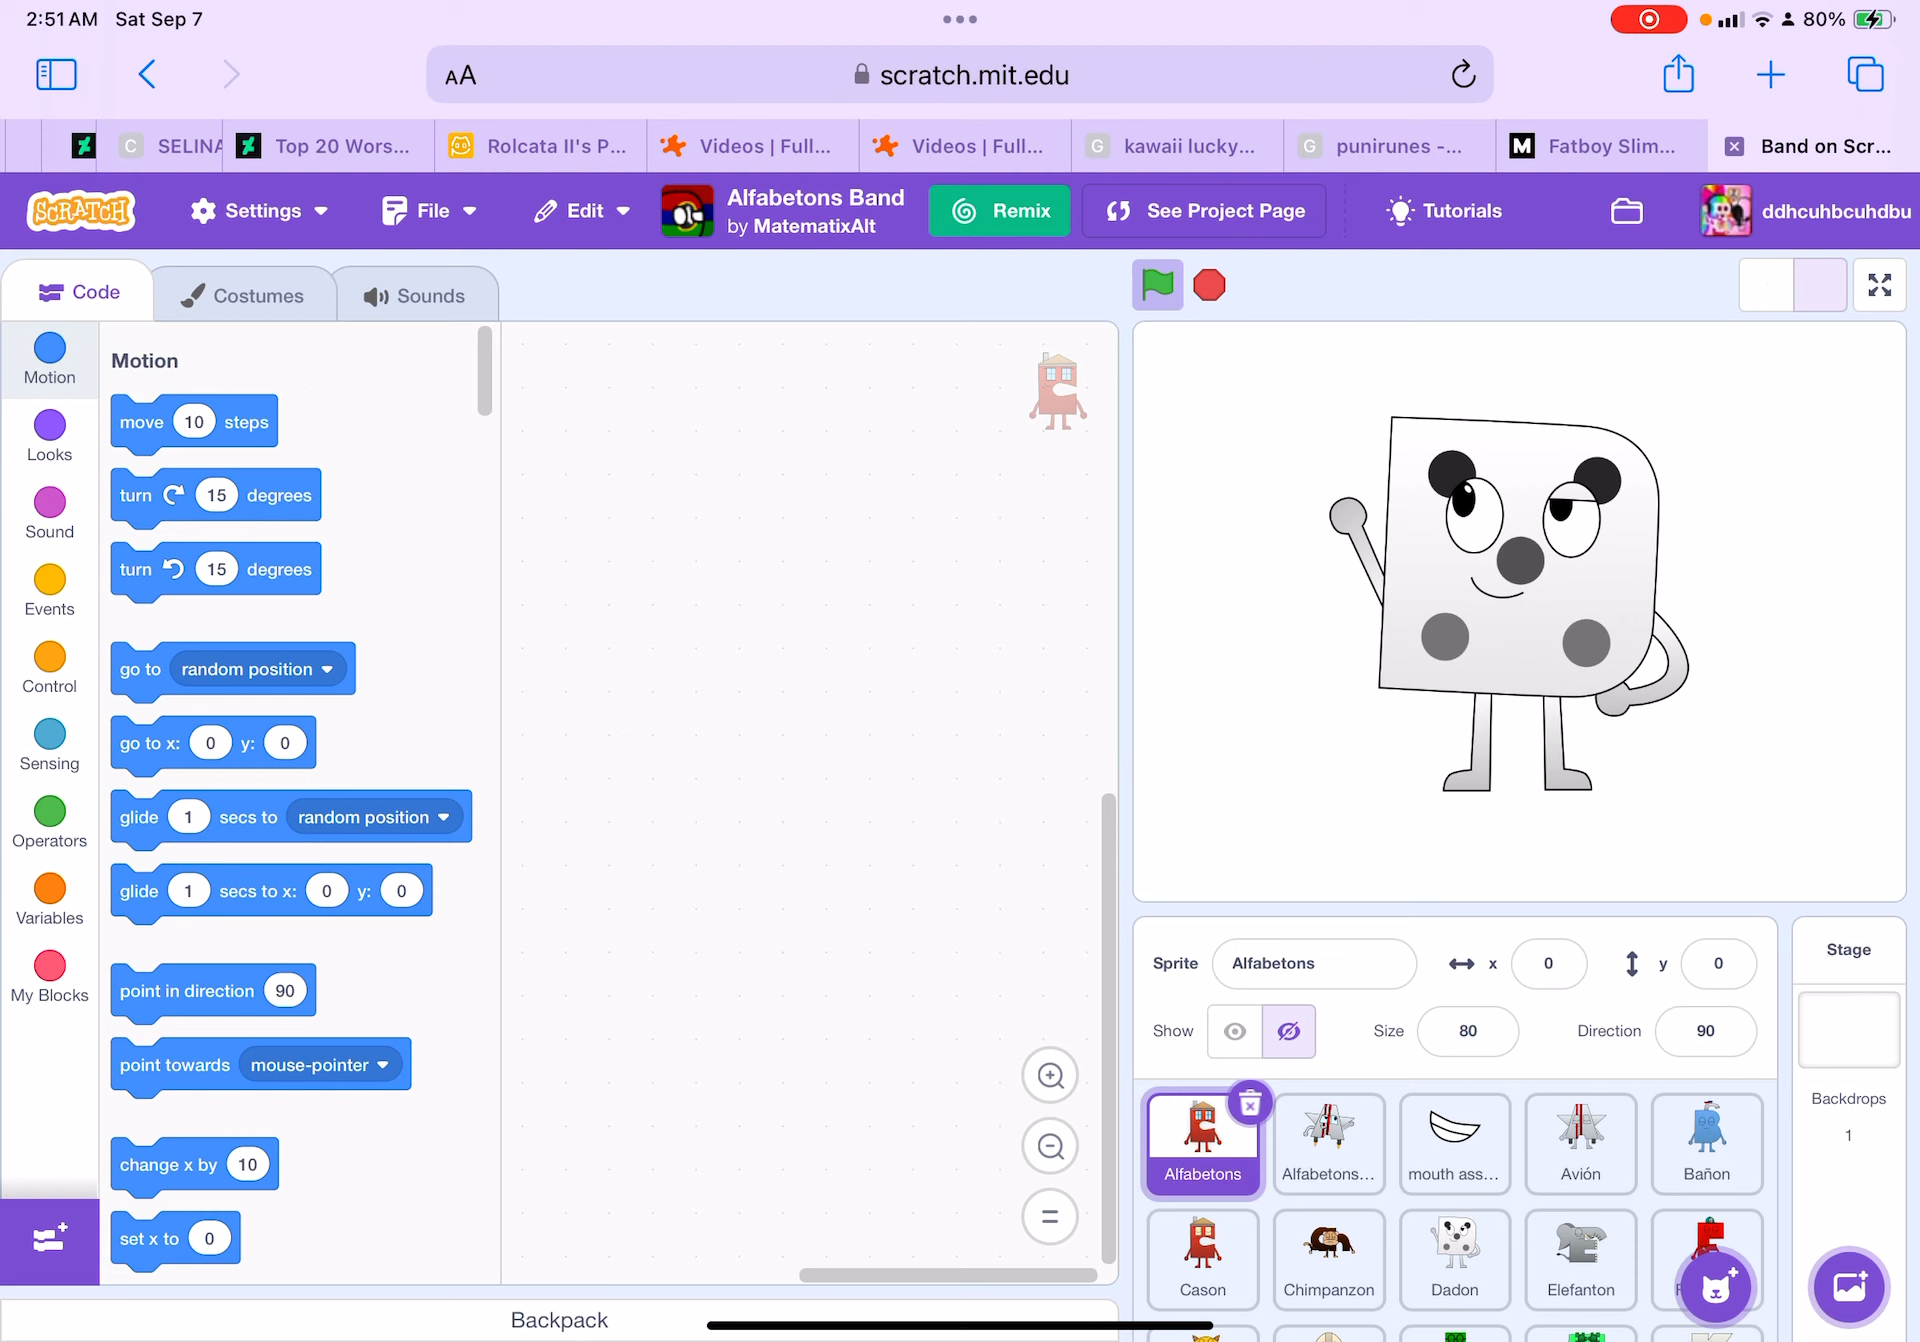 2:51 AM Sat Sep 7
80%
AA scratch.mit.edu
C SELINA
Top 20 Wors...
Rolcata II's P...
Videos | Full...
Videos | Full...
G kawaii lucky...
G punirunes -...
M Fatboy Slim...
Band on Scr...
SCRATCH
Settings
File
Edit
Alfabetons Band
by MatematixAlt
Remix
See Project Page
Tutorials
ddhcuhbcuhdbu
Code
Costumes
Sounds
Motion
Looks
Sound
Events
Control
Sensing
Operators
Variables
My Blocks
Motion
move 10 steps
turn 15 degrees
turn 15 degrees
go to random position
go to x: 0 y: 0
glide 1 secs to random position
glide 1 secs to x: 0 y: 0
point in direction 90
point towards mouse-pointer
change x by 10
set x to 0
Backpack
Sprite Alfabetons x 0 y 0
Show Size 80 Direction 90
Alfabetons
Alfabetons...
mouth ass...
Avión
Bañon
Cason
Chimpanzon
Dadon
Elefanton
Stage
Backdrops
1